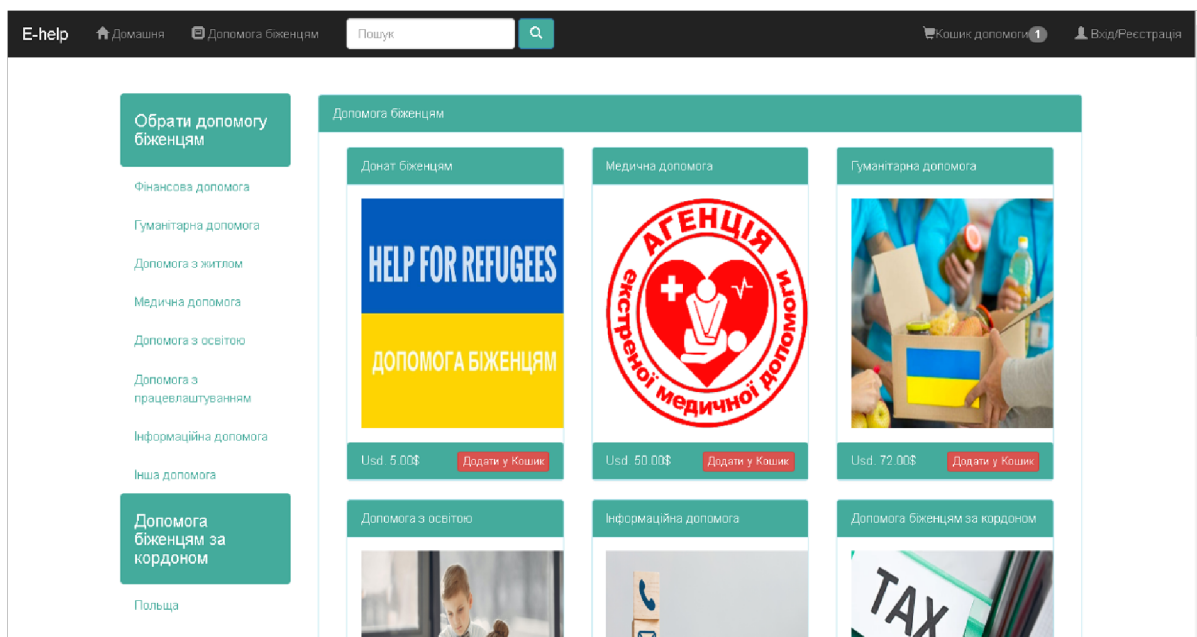 E-help
Домашня
Допомога біженцям
Пошук
Кошик допомоги 1
Вхід/Реєстрація
Обрати допомогу
біженцям
Фінансова допомога
Гуманітарна допомога
Допомога з житлом
Медична допомога
Допомога з освітою
Допомога з
працевлаштуванням
Інформаційна допомога
Інша допомога
Допомога
біженцям за
кордоном
Польща
Допомога біженцям
Донат біженцям
HELP FOR REFUGEES
ДОПОМОГА БІЖЕНЦЯМ
Usd. 5.00$
Додати у Кошик
Медична допомога
АГЕНЦІЯ
екстреної медичної допомоги
Usd. 50.00$
Додати у Кошик
Гуманітарна допомога
Usd. 72.00$
Додати у Кошик
Допомога з освітою
Інформаційна допомога
Допомога біженцям за кордоном
TAX